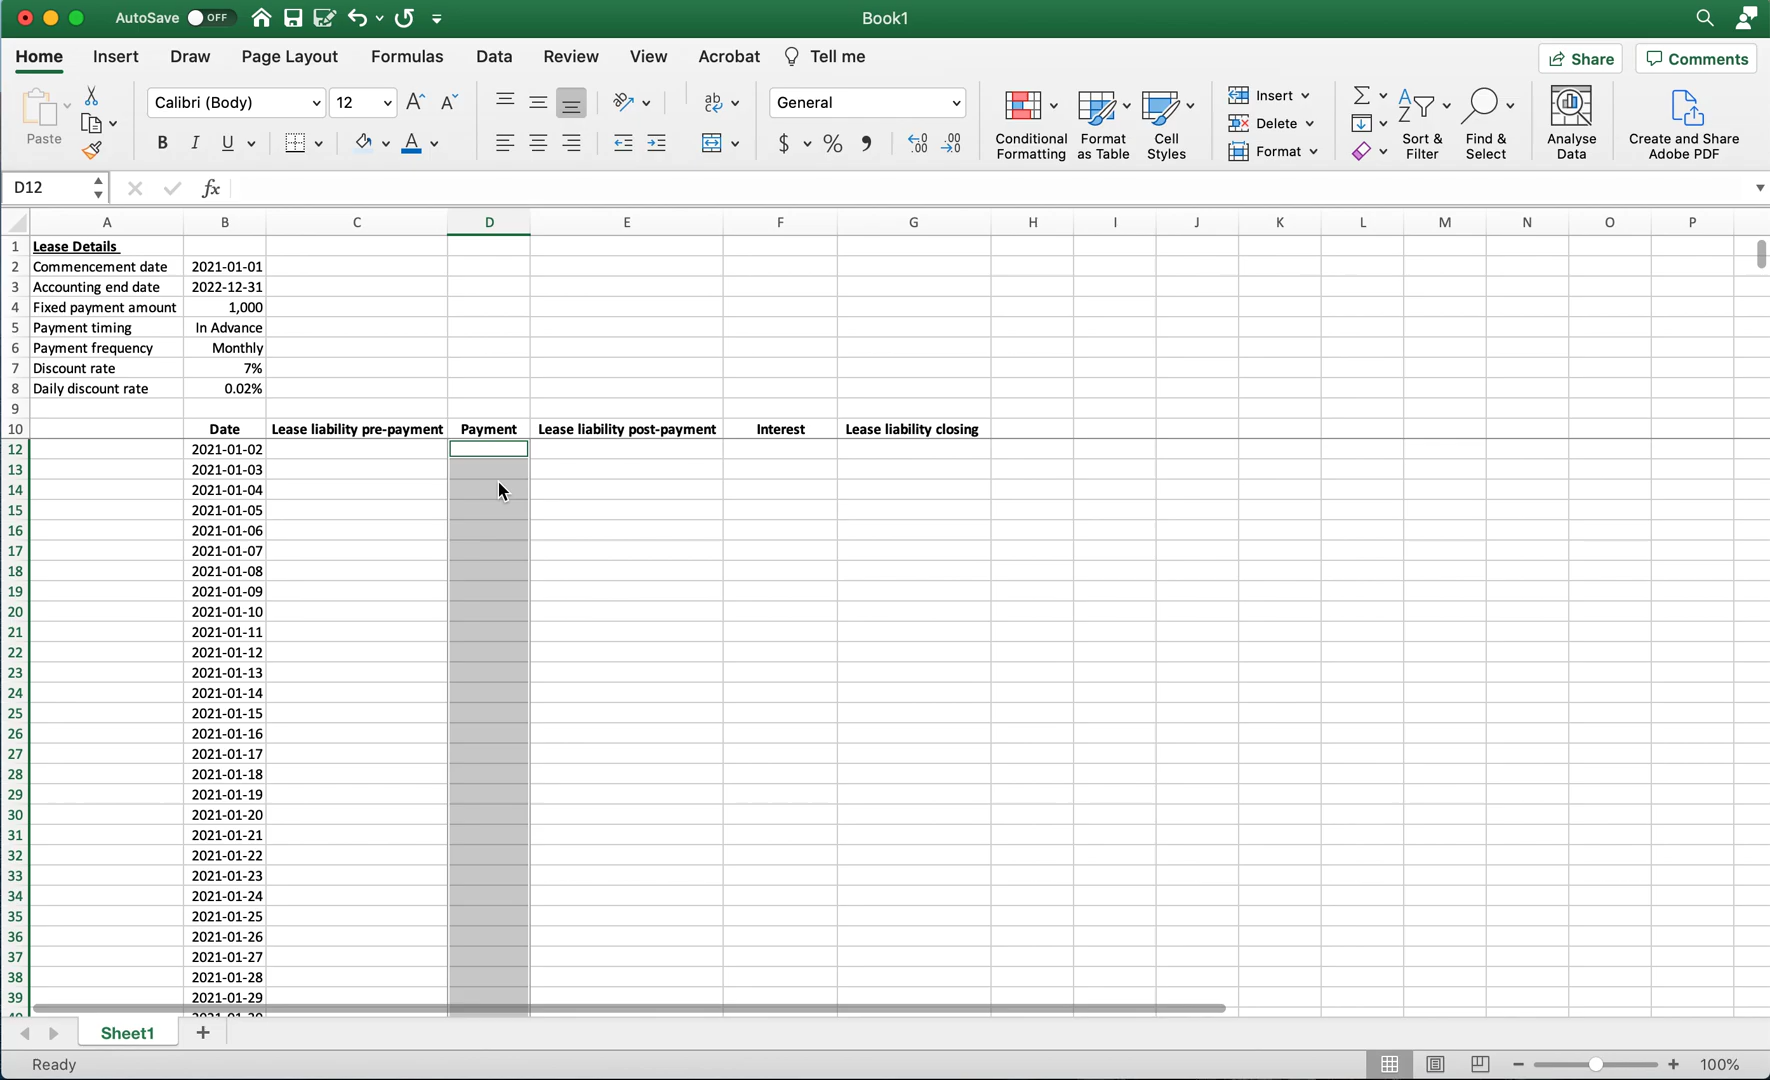 AutoSave OFF Book1
Home Insert Draw Page Layout Formulas Data Review View Acrobat Tell me Share Comments
Paste Calibri (Body) 12 General
B I U $ % Conditional Formatting Format as Table Cell Styles
Insert
Delete
Format
Sort & Filter
Find & Select
Analyse Data
Create and Share Adobe PDF
D12 fx
A B C D E F G H I J K L M N O P
1 Lease Details
2 Commencement date 2021-01-01
3 Accounting end date 2022-12-31
4 Fixed payment amount 1,000
5 Payment timing In Advance
6 Payment frequency Monthly
7 Discount rate 7%
8 Daily discount rate 0.02%
9
10 Date Lease liability pre-payment Payment Lease liability post-payment Interest Lease liability closing
12 2021-01-02
13 2021-01-03
14 2021-01-04
15 2021-01-05
16 2021-01-06
17 2021-01-07
18 2021-01-08
19 2021-01-09
20 2021-01-10
21 2021-01-11
22 2021-01-12
23 2021-01-13
24 2021-01-14
25 2021-01-15
26 2021-01-16
27 2021-01-17
28 2021-01-18
29 2021-01-19
30 2021-01-20
31 2021-01-21
32 2021-01-22
33 2021-01-23
34 2021-01-24
35 2021-01-25
36 2021-01-26
37 2021-01-27
38 2021-01-28
39 2021-01-29
Sheet1
Ready 100%